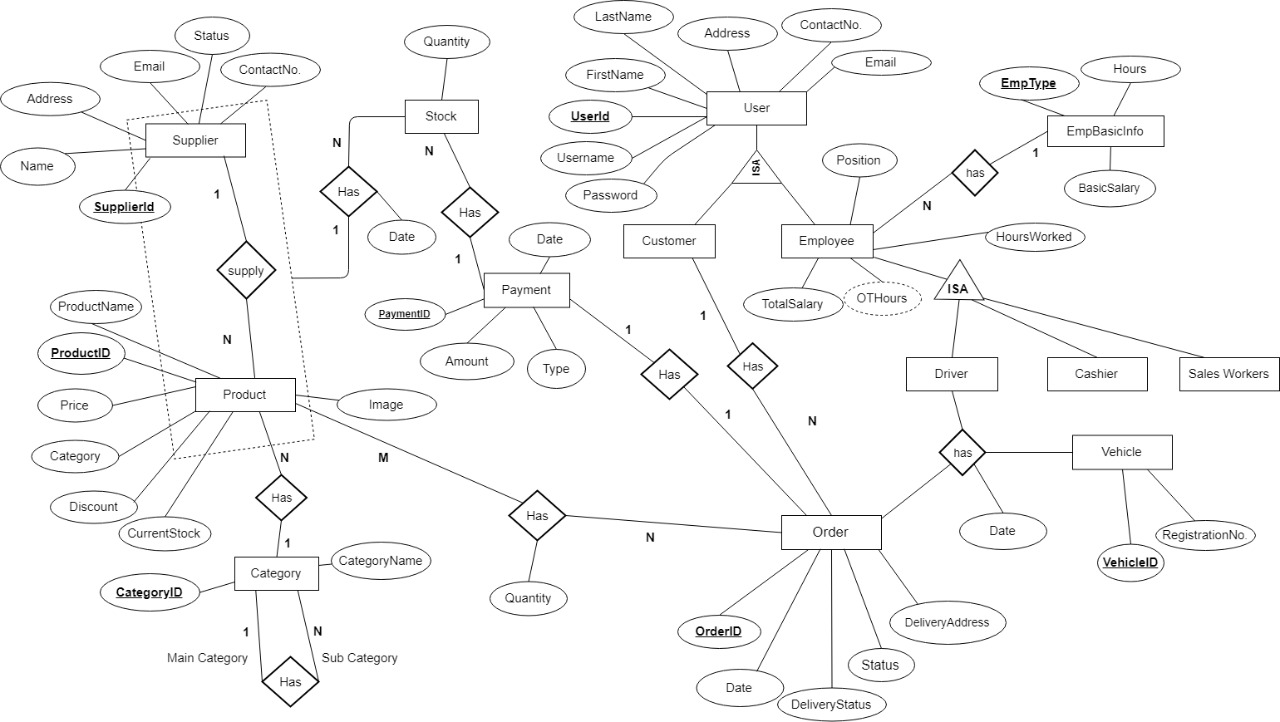 LastName
Address
ContactNo.
Status
Quantity
Email
ContactNo.
Email
FirstName
Hours
EmpType
Address
Stock
User
UserId
Supplier
EmpBasicInfo
N
N
1
Name
Username
Position
ISA
has
Password
BasicSalary
1
Has
SupplierId
N
Has
1
Date
Date
Customer
Employee
HoursWorked
1
supply
Payment
ISA
ProductName
PaymentID
1
TotalSalary
OTHours
1
N
ProductID
Amount
Type
Has
Has
Driver
Cashier
Sales Workers
Product
Price
Image
1
N
Category
N
M
has
Vehicle
Has
Discount
CurrentStock
Has
Order
Date
RegistrationNo.
N
1
CategoryName
VehicleID
Category
CategoryID
Quantity
DeliveryAddress
1
N
OrderID
Main Category
Sub Category
Status
Has
Date
DeliveryStatus